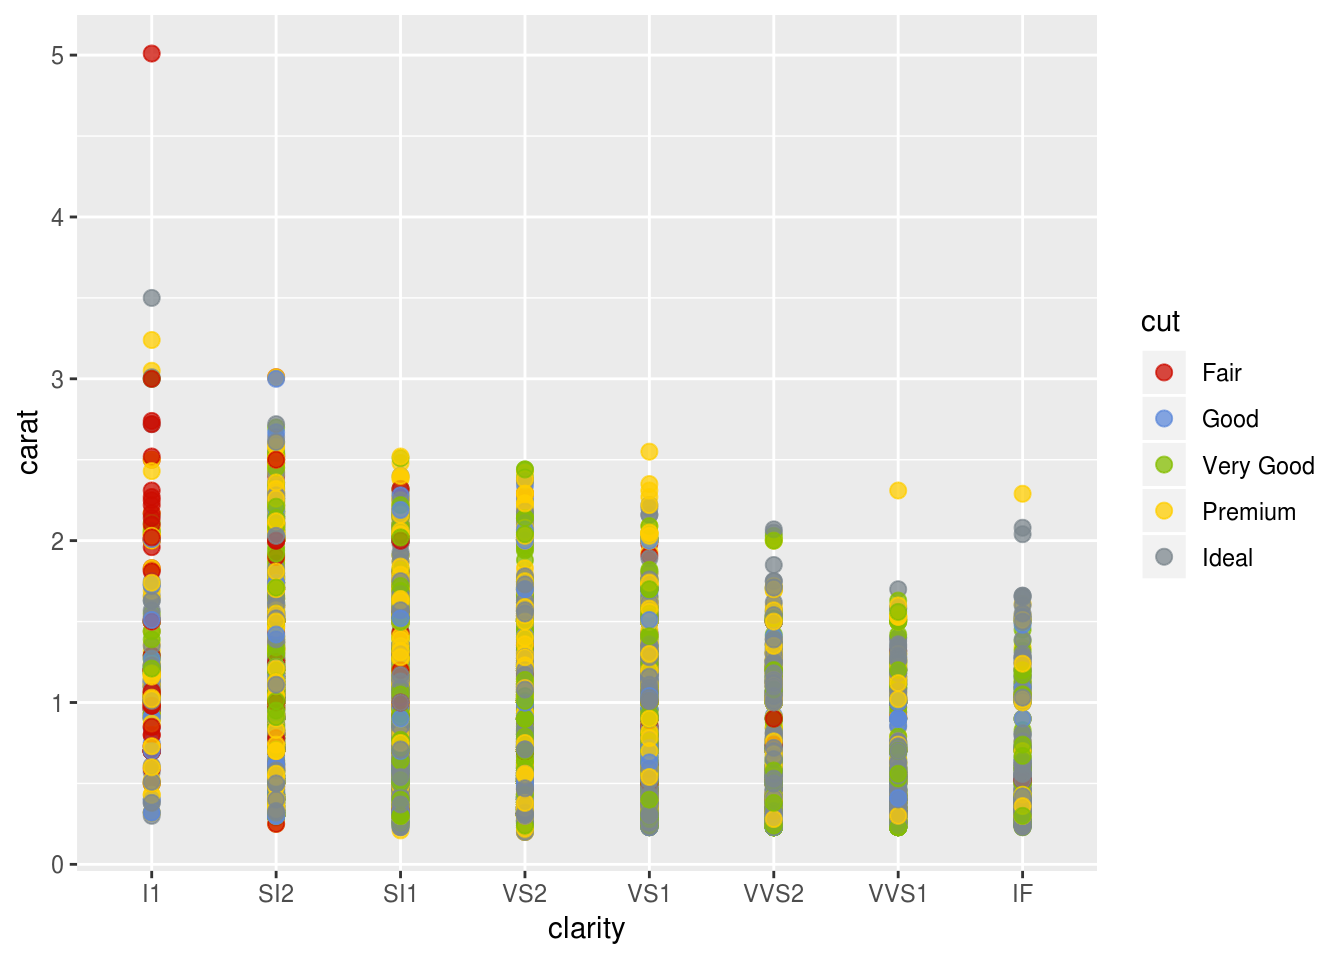 5
4
3
2
1
0
carat
I1 SI2 SI1 VS2 VS1 VVS2 VVS1 IF
clarity
cut
Fair
Good
Very Good
Premium
Ideal